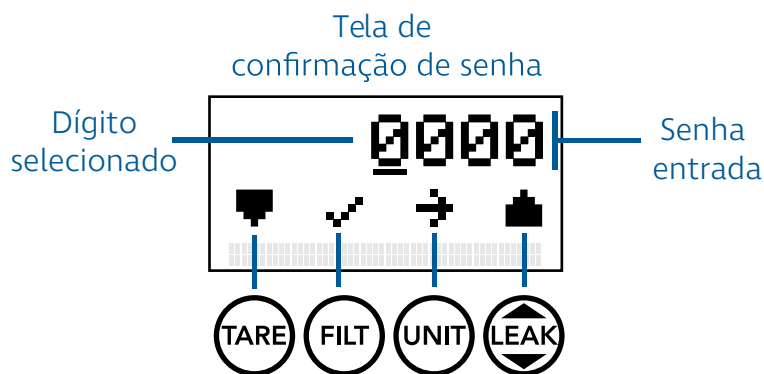 Tela de
confirmação de senha
Dígito
selecionado
0000
Senha
entrada
TARE
FILT
UNIT
LEAK